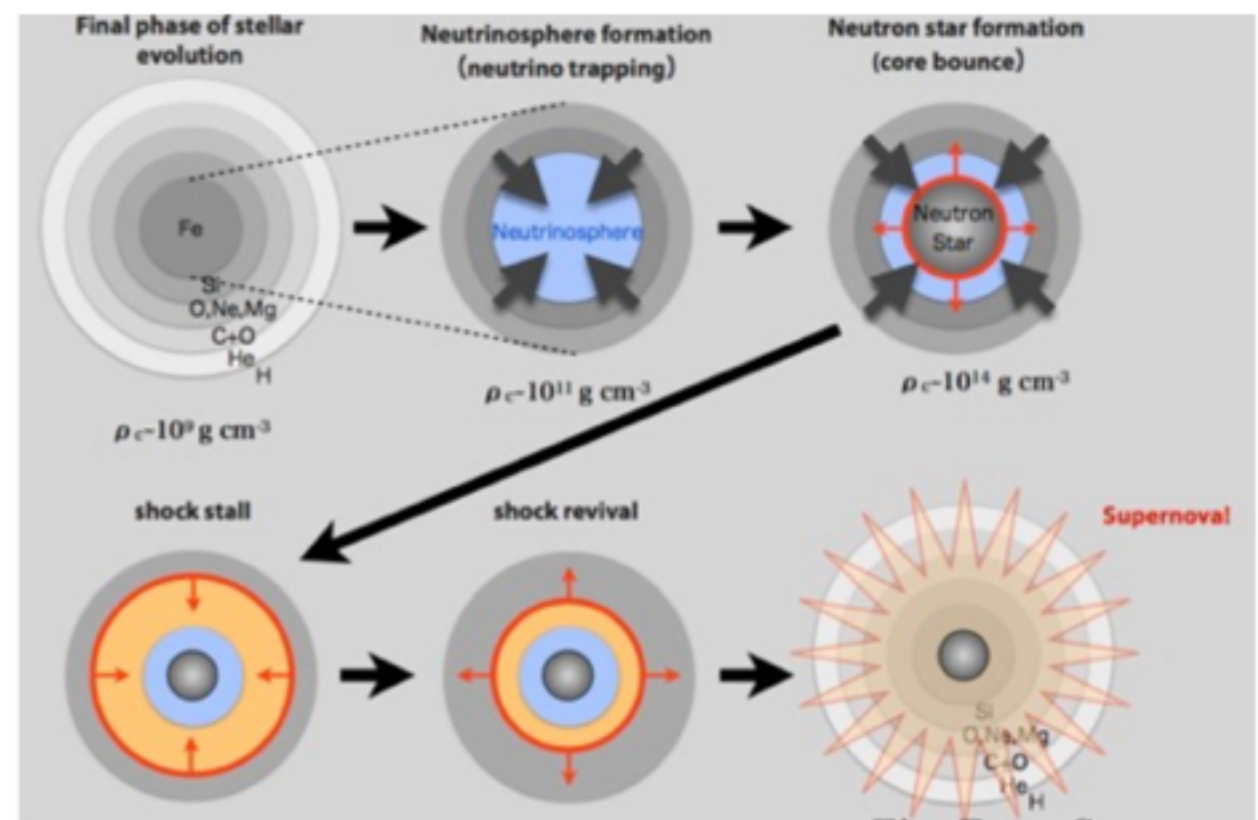 Final phase of stellar
evolution
Neutrinosphere formation
(neutrino trapping)
Neutron star formation
(core bounce)
Fe
Si
O,Ne,Mg
C+O
He
H
Neutrinosphere
Neutron
Star
ρc~10⁹ g cm⁻³
ρc~10¹¹ g cm⁻³
ρc~10¹⁴ g cm⁻³
shock stall
shock revival
Supernova!
Si
O,Ne,Mg
C+O
He
H